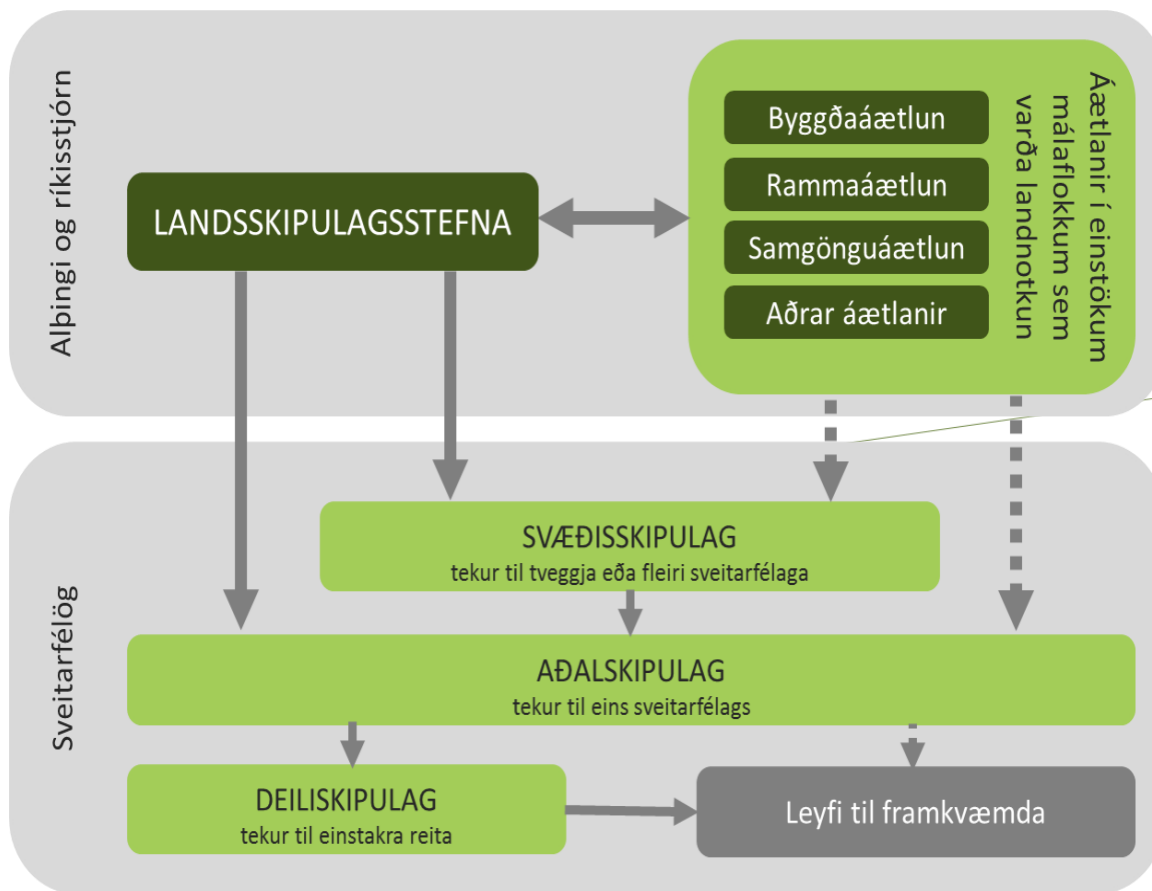 Alþingi og ríkisstjórn
LANDSSKIPULAGSSTEFNA
Byggðaáætlun
Rammaáætlun
Samgönguáætlun
Aðrar áætlanir
Áætlanir í einstökum
málaflokkum sem
varða landnotkun
Sveitarfélög
SVÆÐISSKIPULAG
tekur til tveggja eða fleiri sveitarfélaga
AÐALSKIPULAG
tekur til eins sveitarfélags
DEILISKIPULAG
tekur til einstakra reita
Leyfi til framkvæmda